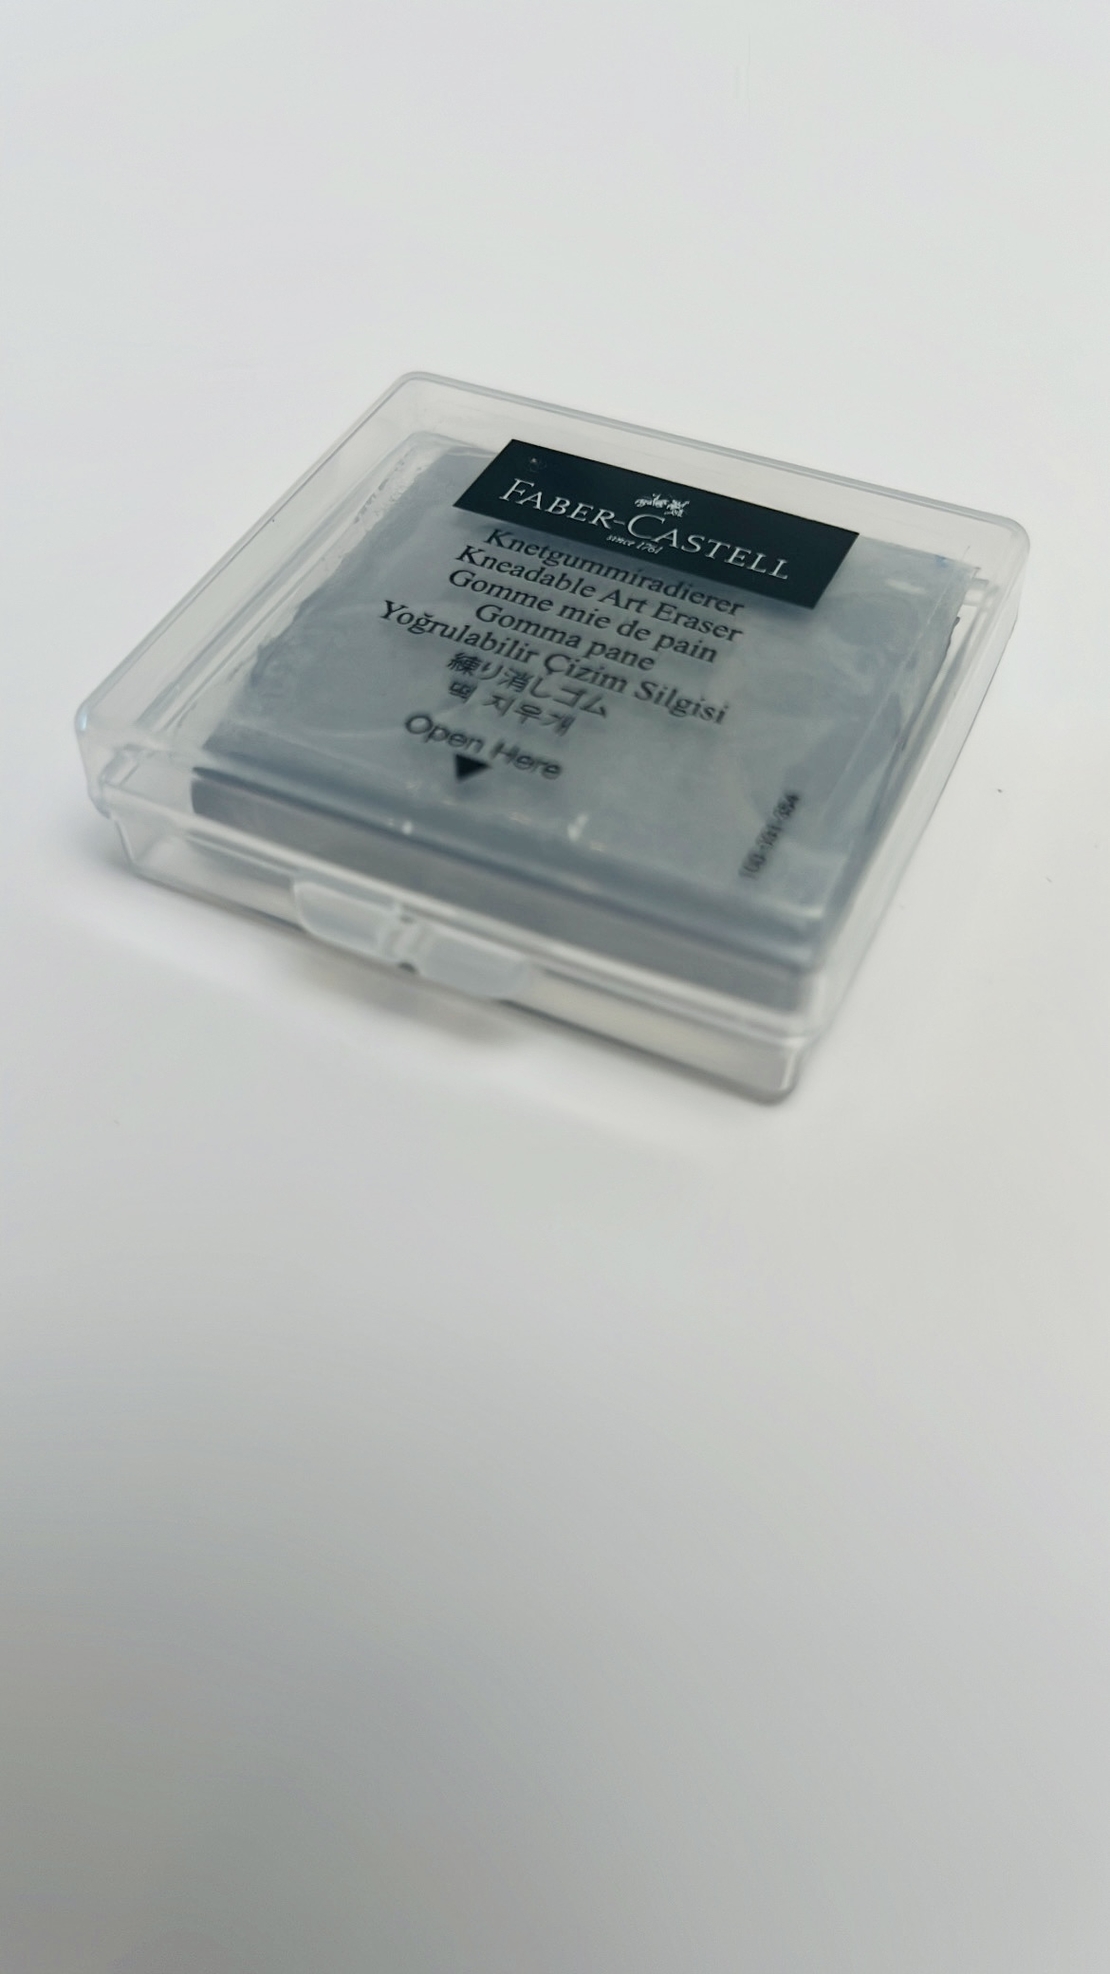 FABER-CASTELL
since 1761
Knetgummiradierer
Kneadable Art Eraser
Gomme mie de pain
Gomma pane
Yoğrulabilir Çizim Silgisi
練り消しゴム
떡 지우개
Open Here